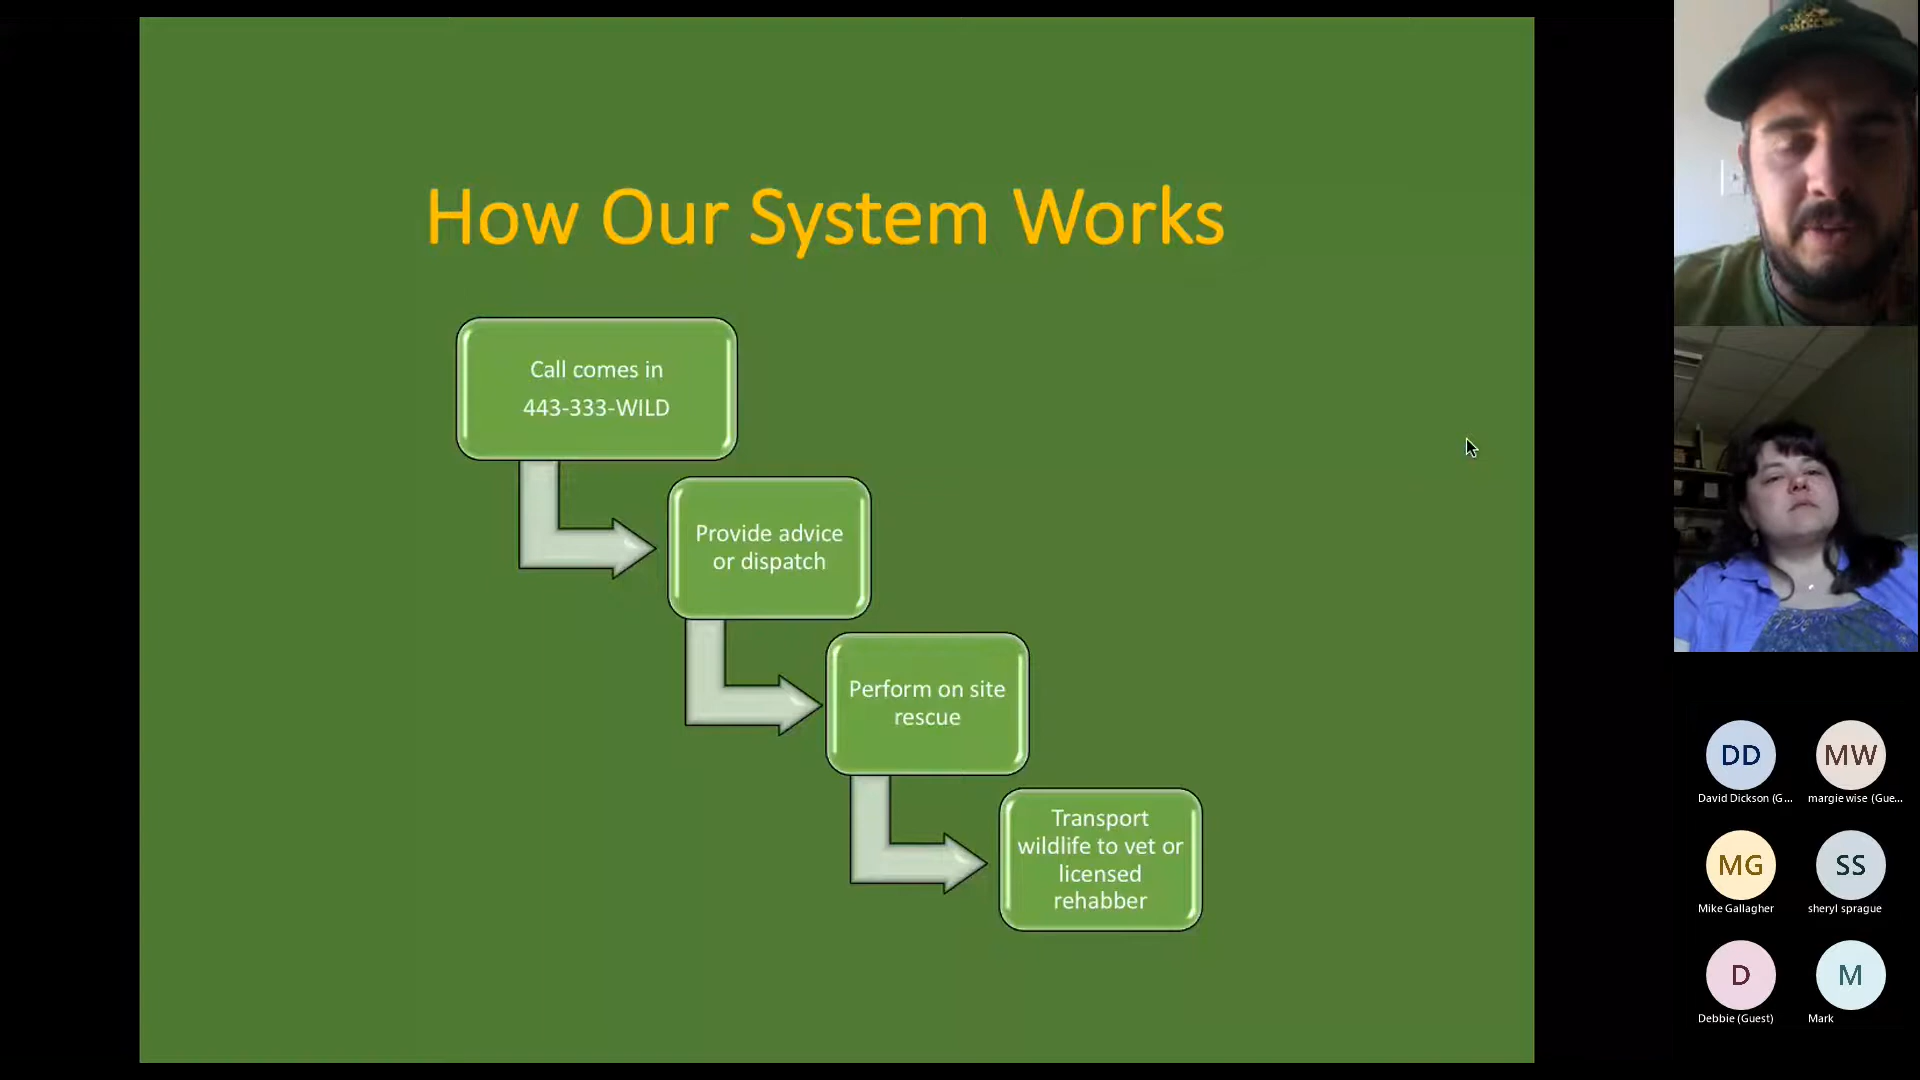 How Our System Works
Call comes in
443-333-WILD
Provide advice
or dispatch
Perform on site
rescue
Transport
wildlife to vet or
licensed
rehabber
DD
David Dickson (G...
MW
margie wise (Gue...
MG
Mike Gallagher
SS
sheryl sprague
D
Debbie (Guest)
M
Mark